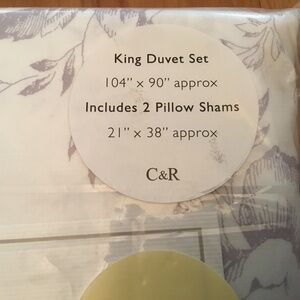 King Duvet Set
104" x 90" approx
Includes 2 Pillow Shams
21" x 38" approx
C&R